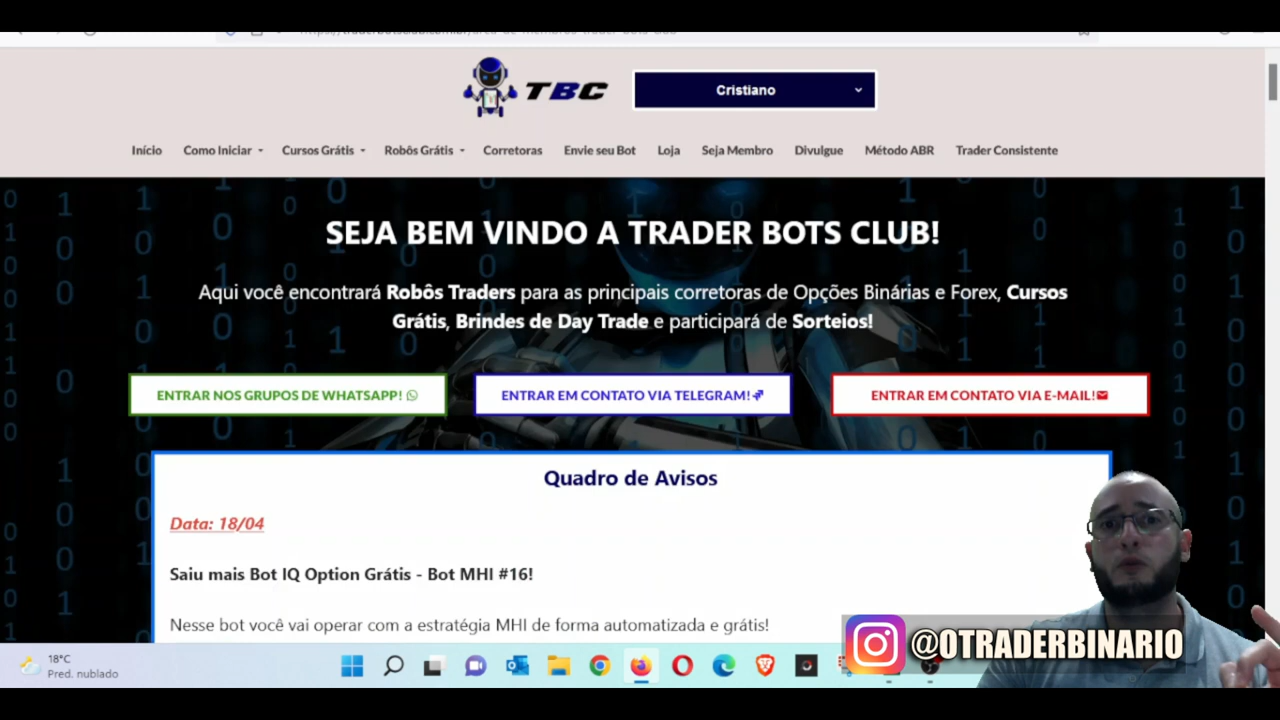 TBC
Cristiano
Início
Como Iniciar
Cursos Grátis
Robôs Grátis
Corretoras
Envie seu Bot
Loja
Seja Membro
Divulgue
Método ABR
Trader Consistente
SEJA BEM VINDO A TRADER BOTS CLUB!
Aqui você encontrará Robôs Traders para as principais corretoras de Opções Binárias e Forex, Cursos
Grátis, Brindes de Day Trade e participará de Sorteios!
ENTRAR NOS GRUPOS DE WHATSAPP!
ENTRAR EM CONTATO VIA TELEGRAM!
ENTRAR EM CONTATO VIA E-MAIL!
Quadro de Avisos
Data: 18/04
Saiu mais Bot IQ Option Grátis - Bot MHI #16!
Nesse bot você vai operar com a estratégia MHI de forma automatizada e grátis!
@OTRADERBINARIO
18°C
Pred. nublado